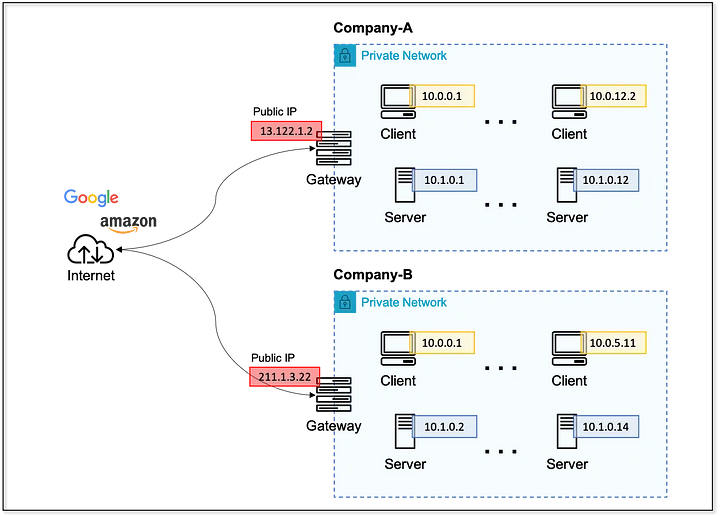 Company-A
Private Network
10.0.0.1
10.0.12.2
Client
. . .
Client
Public IP
13.122.1.2
Gateway
10.1.0.1
10.1.0.12
Server
. . .
Server
Google
amazon
Internet
Company-B
Private Network
10.0.0.1
10.0.5.11
Client
. . .
Client
Public IP
211.1.3.22
Gateway
10.1.0.2
10.1.0.14
Server
. . .
Server